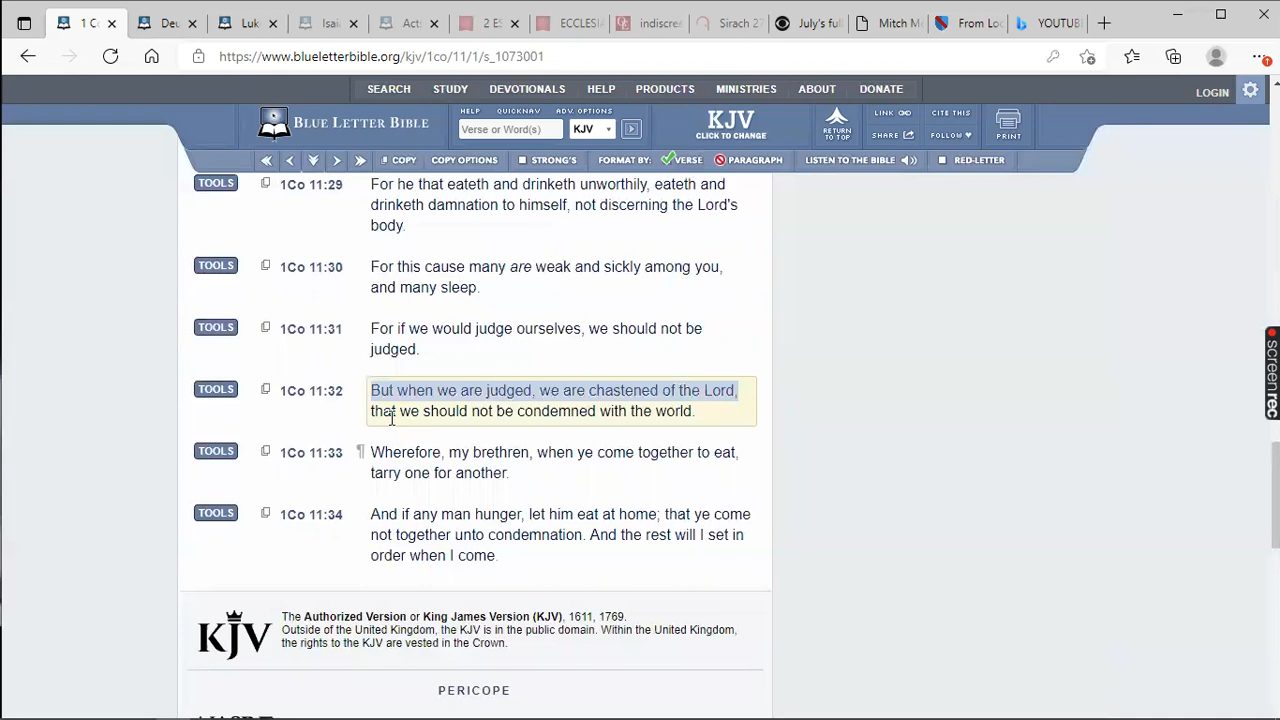 1 C
Deu
Luk
Isaia
Acts
2 ES
ECCLESIA
indiscre
Sirach 27
July's full
Mitch Mc
From Loc
YOUTUB
https://www.blueletterbible.org/kjv/1co/11/1/s_1073001
SEARCH STUDY DEVOTIONALS HELP PRODUCTS MINISTRIES ABOUT DONATE
LOGIN
BLUE LETTER BIBLE
HELP QUICKNAV ADV. OPTIONS
Verse or Word(s) KJV
KJV
CLICK TO CHANGE
RETURN
TO TOP
LINK CITE THIS
SHARE FOLLOW
PRINT
COPY COPY OPTIONS STRONG'S FORMAT BY: VERSE PARAGRAPH LISTEN TO THE BIBLE RED-LETTER
TOOLS 1Co 11:29 For he that eateth and drinketh unworthily, eateth and
drinketh damnation to himself, not discerning the Lord's
body.
TOOLS 1Co 11:30 For this cause many are weak and sickly among you,
and many sleep.
TOOLS 1Co 11:31 For if we would judge ourselves, we should not be
judged.
TOOLS 1Co 11:32 But when we are judged, we are chastened of the Lord,
that we should not be condemned with the world.
TOOLS 1Co 11:33 ¶ Wherefore, my brethren, when ye come together to eat,
tarry one for another.
TOOLS 1Co 11:34 And if any man hunger, let him eat at home; that ye come
not together unto condemnation. And the rest will I set in
order when I come.
KJV
The Authorized Version or King James Version (KJV), 1611, 1769.
Outside of the United Kingdom, the KJV is in the public domain. Within the United Kingdom,
the rights to the KJV are vested in the Crown.
PERICOPE
screenrec